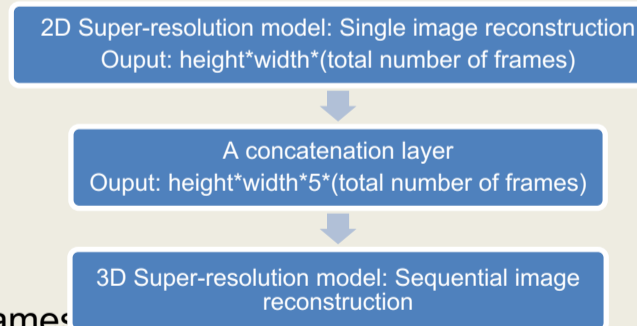 2D Super-resolution model: Single image reconstruction
Ouput: height*width*(total number of frames)
A concatenation layer
Ouput: height*width*5*(total number of frames)
3D Super-resolution model: Sequential image
reconstruction